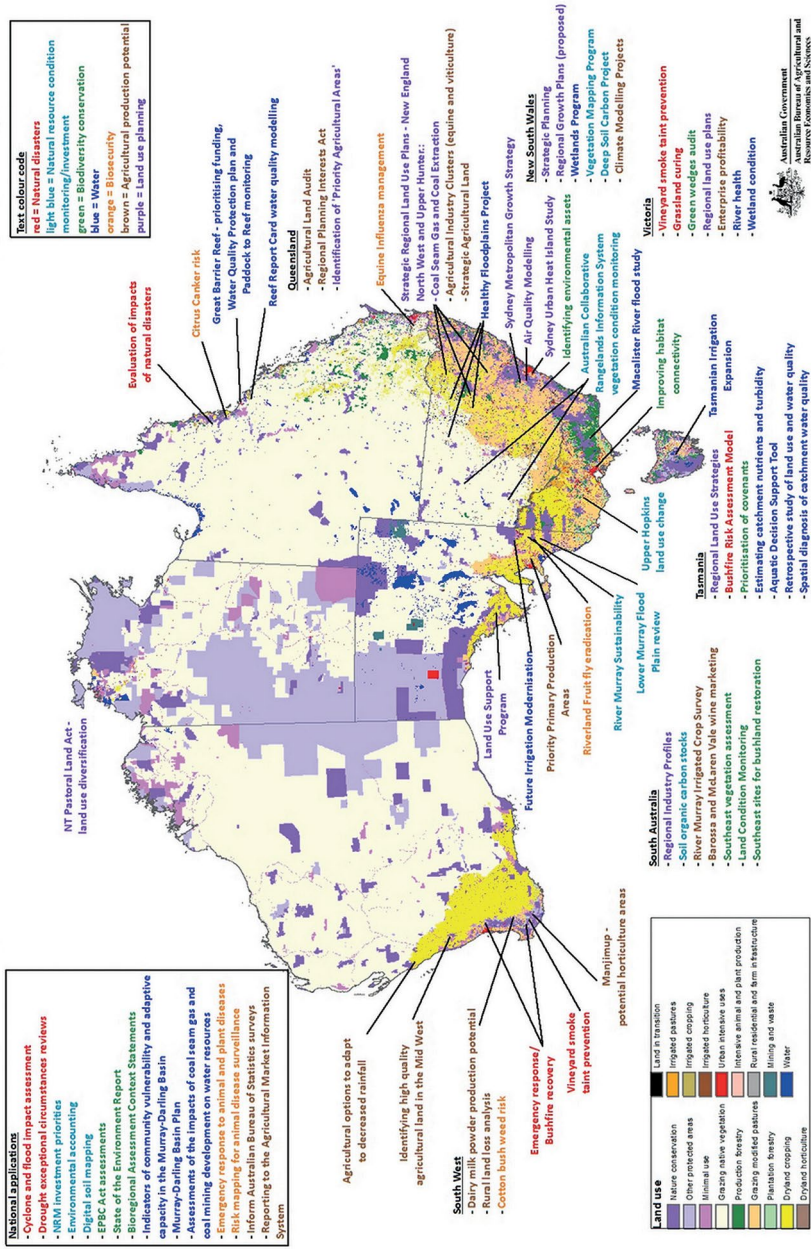 National applications
- Cyclone and flood impact assessment
- Drought exceptional circumstances reviews
- NRM investment priorities
- Environmental accounting
- Digital soil mapping
- EPBC Act assessments
- State of the Environment Report
- Bioregional Assessment Context Statements
- Indicators of community vulnerability and adaptive
capacity in the Murray-Darling Basin
- Murray-Darling Basin Plan
- Assessments of the impacts of coal seam gas and
coal mining development on water resources
- Emergency response to animal and plant diseases
- Risk mapping for animal disease surveillance
- Inform Australian Bureau of Statistics surveys
- Reporting to the Agricultural Market Information
System
NT Pastoral Land Act -
land use diversification
Evaluation of impacts
of natural disasters
Citrus Canker risk
Great Barrier Reef - prioritising funding,
Water Quality Protection plan and
Paddock to Reef monitoring
Reef Report Card water quality modelling
Text colour code
red = Natural disasters
light blue = Natural resource condition
monitoring/investment
green = Biodiversity conservation
blue = Water
orange = Biosecurity
brown = Agricultural production potential
purple = Land use planning
Queensland
- Agricultural Land Audit
- Regional Planning Interests Act
- Identification of 'Priority Agricultural Areas'
Equine Influenza management
Strategic Regional Land Use Plans - New England
North West and Upper Hunter.:
- Coal Seam Gas and Coal Extraction
- Agricultural Industry Clusters (equine and viticulture)
- Strategic Agricultural Land
Healthy Floodplains Project
Sydney Metropolitan Growth Strategy
Air Quality Modelling
Sydney Urban Heat Island Study
Identifying environmental assets
Australian Collaborative
Rangelands Information System
vegetation condition monitoring
Macalister River flood study
Improving habitat
connectivity
New South Wales
- Strategic Planning
- Regional Growth Plans (proposed)
- Wetlands Program
- Vegetation Mapping Program
- Deep Soil Carbon Project
- Climate Modelling Projects
Victoria
- Vineyard smoke taint prevention
- Grassland curing
- Green wedges audit
- Regional land use plans
- Enterprise profitability
- River health
- Wetland condition
Agricultural options to adapt
to decreased rainfall
Identifying high quality
agricultural land in the Mid West
South West
- Dairy milk powder production potential
- Rural land loss analysis
- Cotton bush weed risk
Emergency response/
Bushfire recovery
Vineyard smoke
taint prevention
Manjimup -
potential horticulture areas
Land Use Support
Program
Future Irrigation Modernisation
Priority Primary Production
Areas
Riverland Fruit fly eradication
River Murray Sustainability
Lower Murray Flood
Plain review
Upper Hopkins
land use change
Tasmanian Irrigation
Expansion
South Australia
- Regional Industry Profiles
- Soil organic carbon stocks
- River Murray Irrigated Crop Survey
- Barossa and McLaren Vale wine marketing
- Southeast vegetation assessment
- Land Condition Monitoring
- Southeast sites for bushland restoration
Tasmania
- Regional Land Use Strategies
- Bushfire Risk Assessment Model
- Prioritisation of covenants
- Estimating catchment nutrients and turbidity
- Aquatic Decision Support Tool
- Retrospective study of land use and water quality
- Spatial diagnosis of catchment water quality
Land use
Nature conservation
Other protected areas
Minimal use
Grazing native vegetation
Production forestry
Grazing modified pastures
Plantation forestry
Dryland cropping
Dryland horticulture
Land in transition
Irrigated pastures
Irrigated cropping
Irrigated horticulture
Urban intensive uses
Intensive animal and plant production
Rural residential and farm infrastructure
Mining and waste
Water
Australian Government
Australian Bureau of Agricultural and
Resource Economics and Sciences